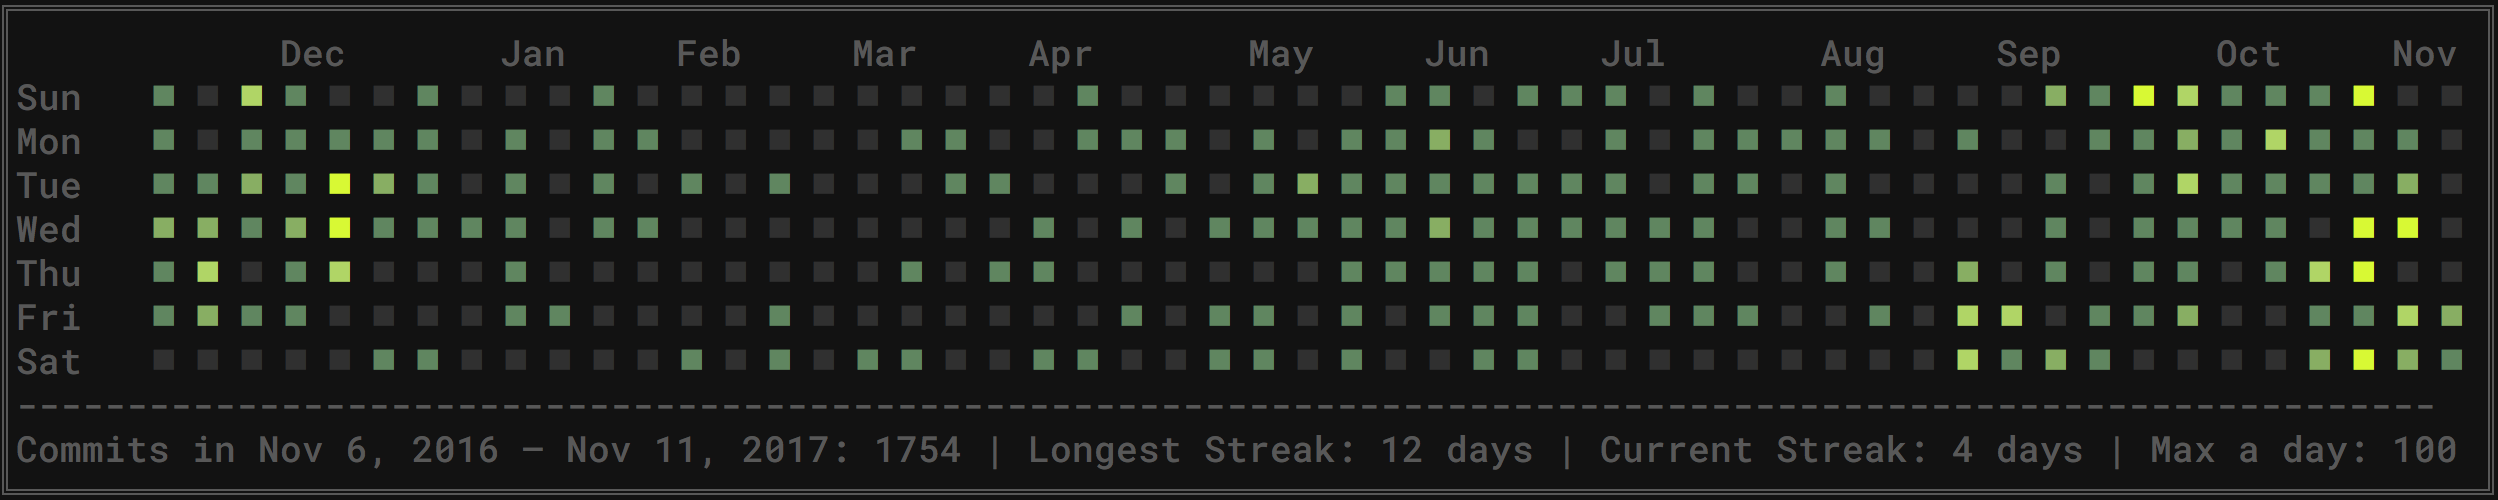 Dec Jan Feb Mar Apr May Jun Jul Aug Sep Oct Nov
Sun
Mon
Tue
Wed
Thu
Fri
Sat
Commits in Nov 6, 2016 – Nov 11, 2017: 1754 | Longest Streak: 12 days | Current Streak: 4 days | Max a day: 100